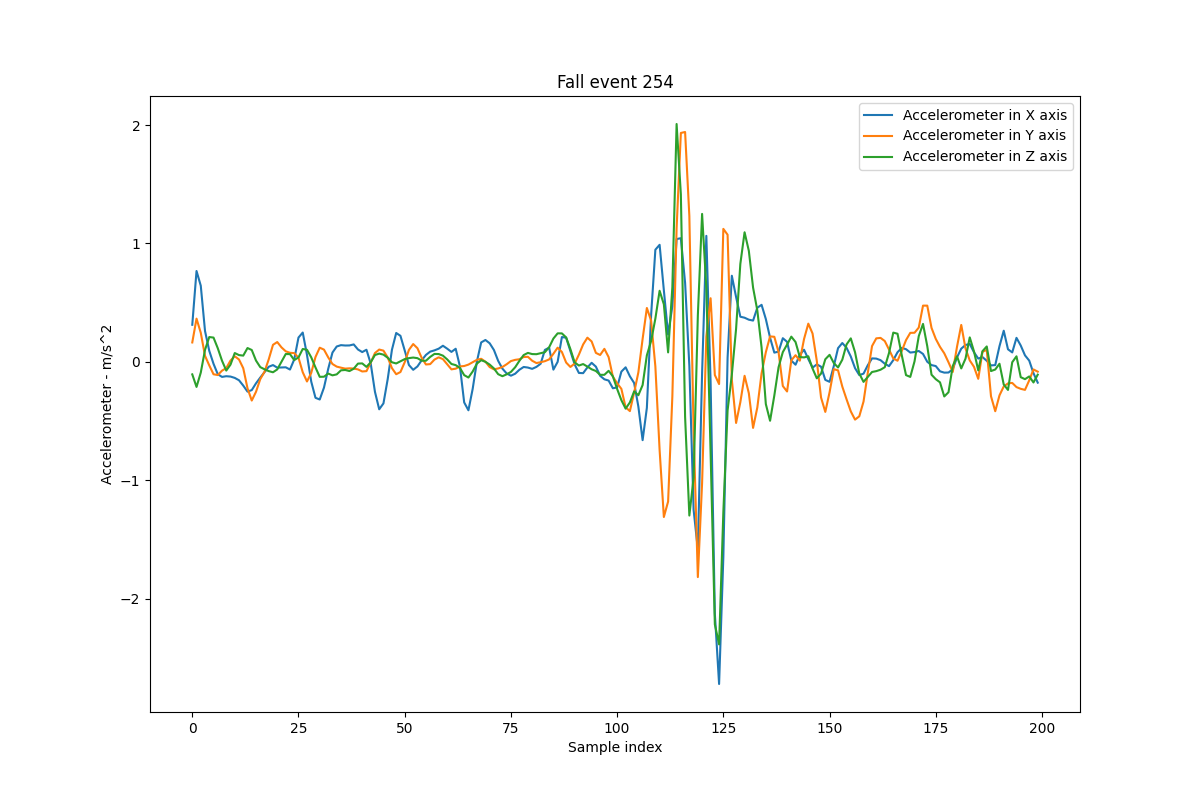 Fall event 254
Accelerometer in X axis
Accelerometer in Y axis
Accelerometer in Z axis
Accelerometer - m/s^2
2
1
0
−1
−2
0 25 50 75 100 125 150 175 200
Sample index